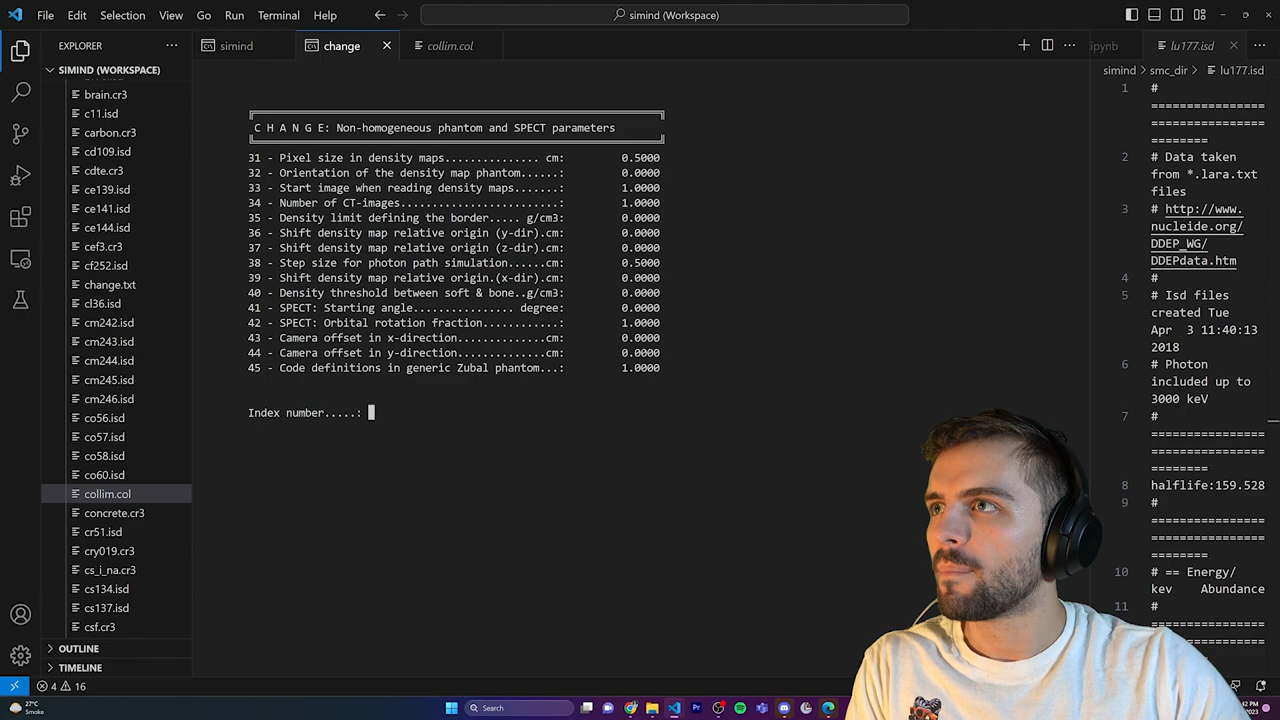 File Edit Selection View Go Run Terminal Help
simind (Workspace)
EXPLORER
SIMIND (WORKSPACE)
brain.cr3
c11.isd
carbon.cr3
cd109.isd
cdte.cr3
ce139.isd
ce141.isd
ce144.isd
cef3.cr3
cf252.isd
change.txt
cl36.isd
cm242.isd
cm243.isd
cm244.isd
cm245.isd
cm246.isd
co56.isd
co57.isd
co58.isd
co60.isd
collim.col
concrete.cr3
cr51.isd
cry019.cr3
cs_i_na.cr3
cs134.isd
cs137.isd
csf.cr3
OUTLINE
TIMELINE
simind
change
collim.col
C H A N G E: Non-homogeneous phantom and SPECT parameters
31 - Pixel size in density maps............... cm: 0.5000
32 - Orientation of the density map phantom......: 0.0000
33 - Start image when reading density maps.......: 1.0000
34 - Number of CT-images.........................: 1.0000
35 - Density limit defining the border..... g/cm3: 0.0000
36 - Shift density map relative origin (y-dir).cm: 0.0000
37 - Shift density map relative origin (z-dir).cm: 0.0000
38 - Step size for photon path simulation......cm: 0.5000
39 - Shift density map relative origin.(x-dir).cm: 0.0000
40 - Density threshold between soft & bone..g/cm3: 0.0000
41 - SPECT: Starting angle................ degree: 0.0000
42 - SPECT: Orbital rotation fraction............: 1.0000
43 - Camera offset in x-direction..............cm: 0.0000
44 - Camera offset in y-direction..............cm: 0.0000
45 - Code definitions in generic Zubal phantom...: 1.0000
Index number.....:
ipynb
lu177.isd
simind > smc_dir > lu177.isd
1 #
====================
====================
========
2 # Data taken
from *.lara.txt
files
3 # http://www.
nucleide.org/
DDEP_WG/
DDEPdata.htm
4 #
5 # Isd files
created Tue
Apr 3 11:40:13
2018
6 # Photon
included up to
3000 keV
7 #
====================
====================
========
8 halflife:159.528
9 #
====================
====================
========
10 # == Energy/
kev Abundance
11 #
====================
====================
4 16
27°C
Smoke
Search